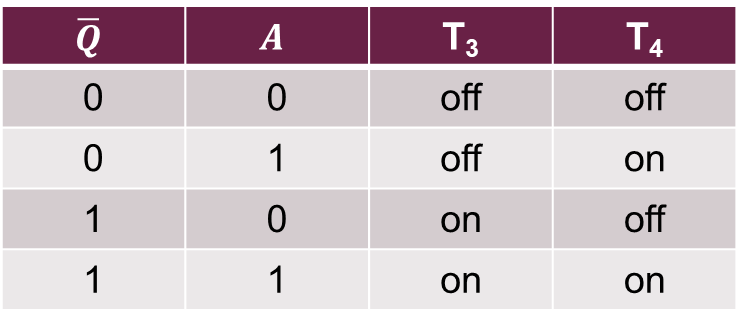 Q̅ A T₃ T₄
0 0 off off
0 1 off on
1 0 on off
1 1 on on